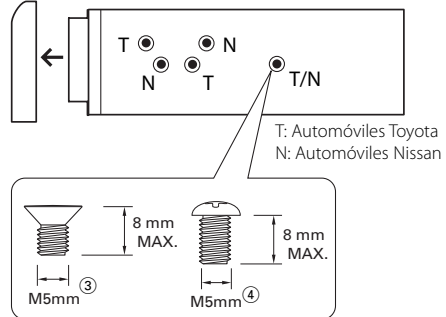 T N
N T T/N
T: Automóviles Toyota
N: Automóviles Nissan
8 mm
MAX.
8 mm
MAX.
M5mm ③ M5mm ④